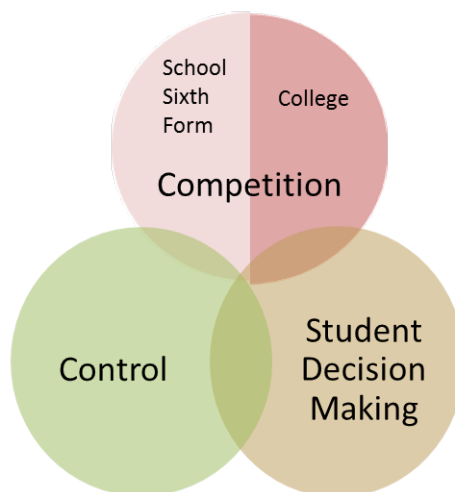 School
Sixth
Form
College
Competition
Control
Student
Decision
Making